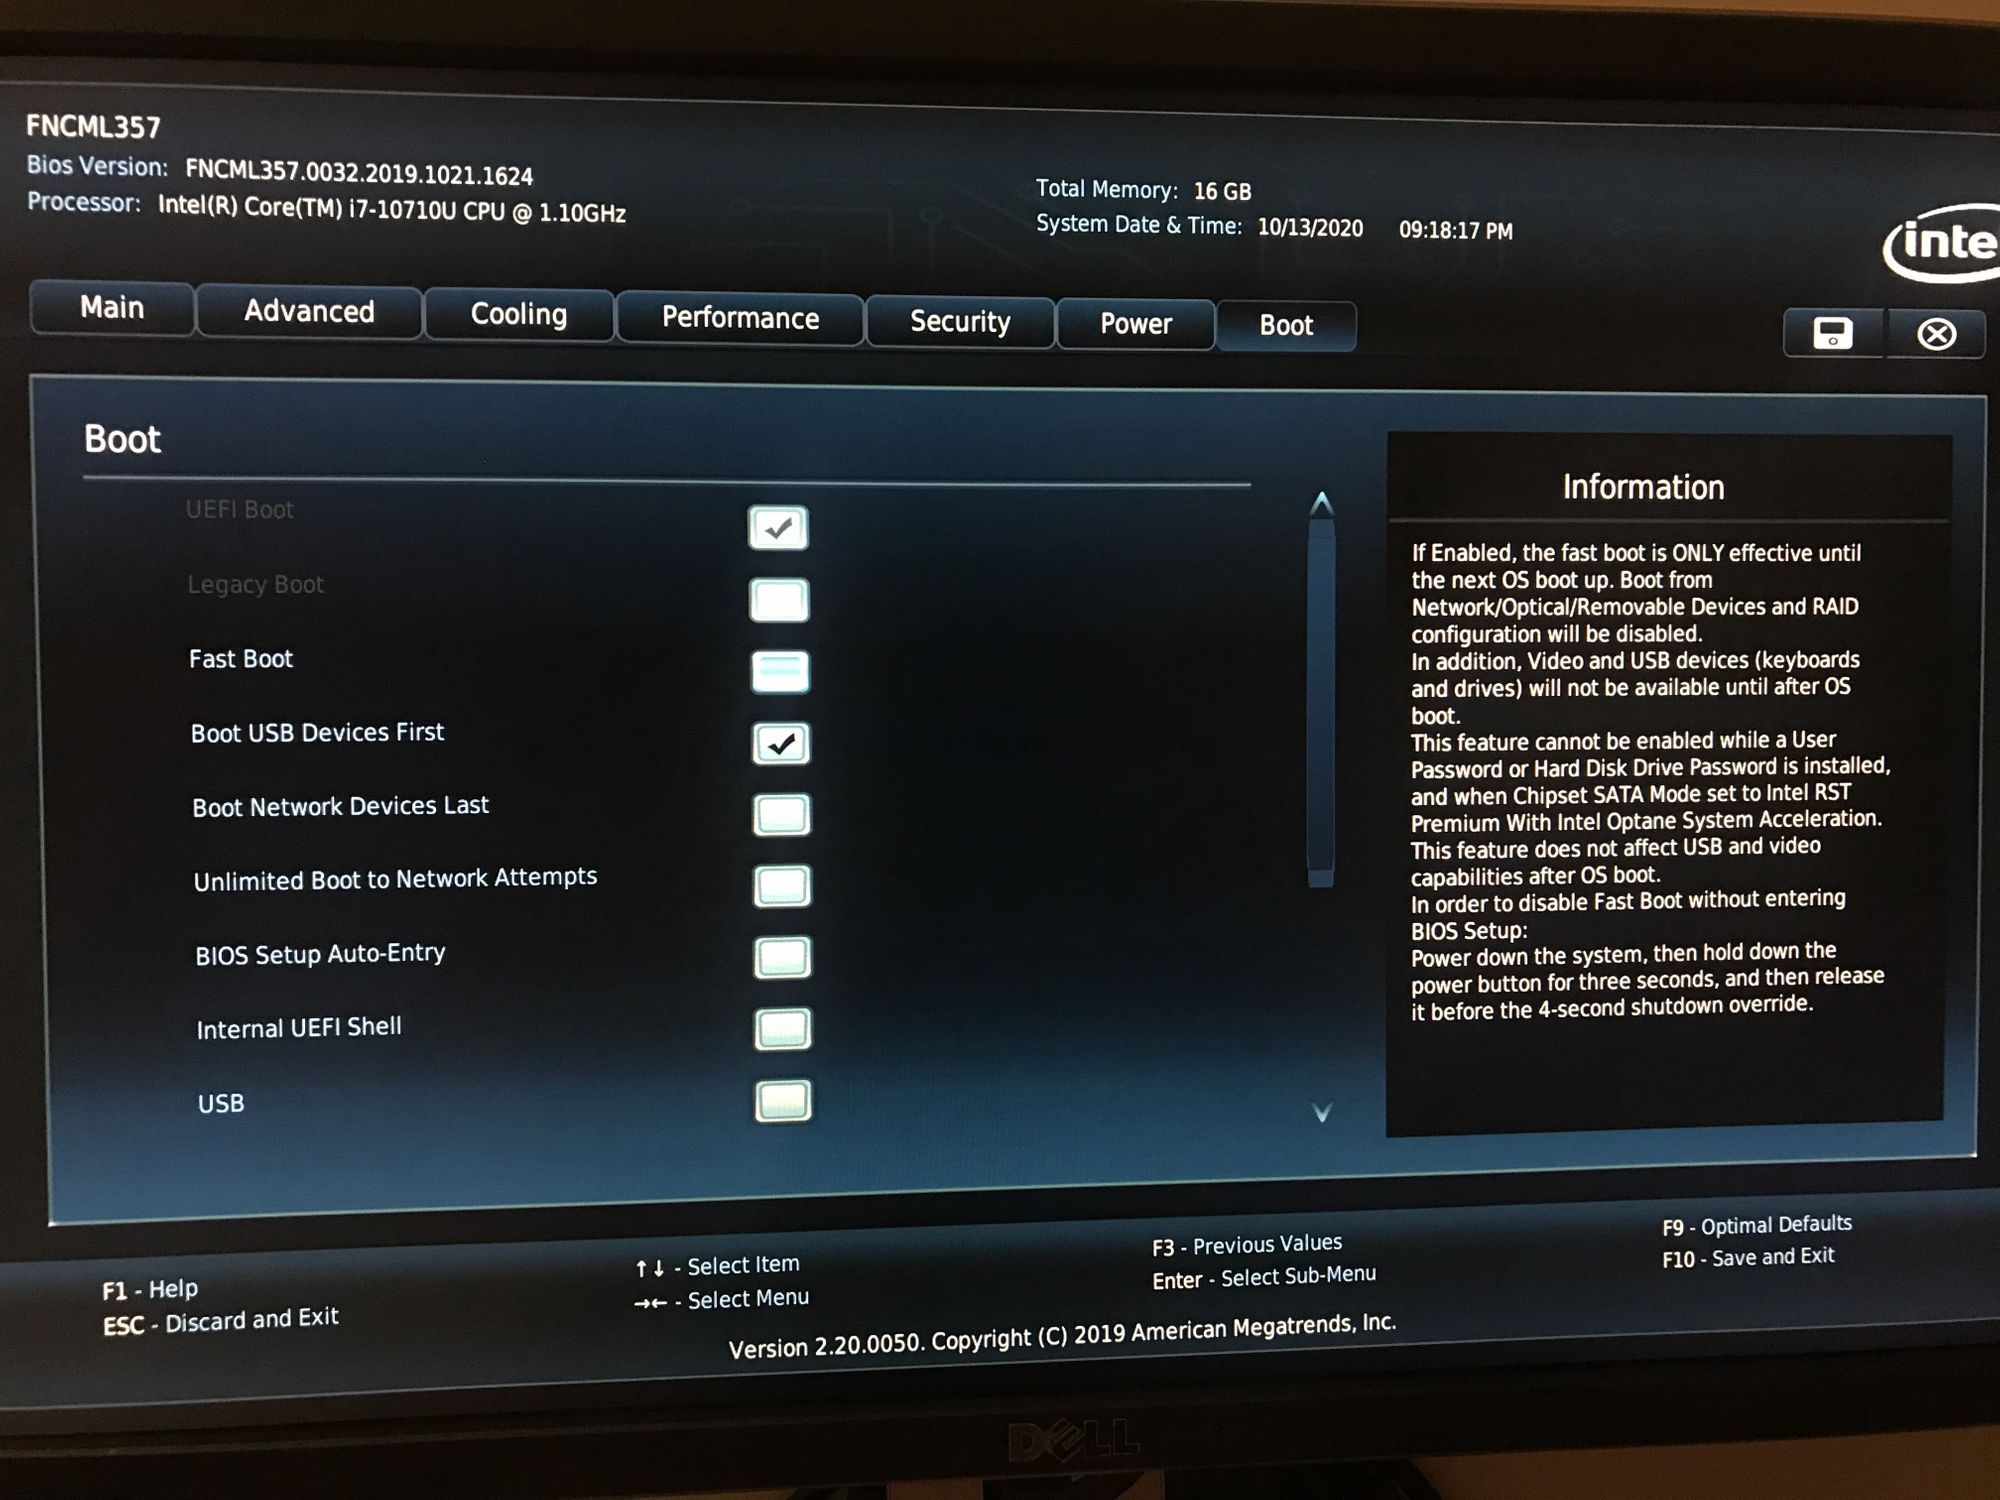 FNCML357
Bios Version: FNCML357.0032.2019.1021.1624
Processor: Intel(R) Core(TM) i7-10710U CPU @ 1.10GHz
Total Memory: 16 GB
System Date & Time: 10/13/2020 09:18:17 PM
inte
Main Advanced Cooling Performance Security Power Boot
Boot
UEFI Boot
Legacy Boot
Fast Boot
Boot USB Devices First
Boot Network Devices Last
Unlimited Boot to Network Attempts
BIOS Setup Auto-Entry
Internal UEFI Shell
USB
Information
If Enabled, the fast boot is ONLY effective until
the next OS boot up. Boot from
Network/Optical/Removable Devices and RAID
configuration will be disabled.
In addition, Video and USB devices (keyboards
and drives) will not be available until after OS
boot.
This feature cannot be enabled while a User
Password or Hard Disk Drive Password is installed,
and when Chipset SATA Mode set to Intel RST
Premium With Intel Optane System Acceleration.
This feature does not affect USB and video
capabilities after OS boot.
In order to disable Fast Boot without entering
BIOS Setup:
Power down the system, then hold down the
power button for three seconds, and then release
it before the 4-second shutdown override.
F1 - Help
ESC - Discard and Exit
↑↓ - Select Item
→← - Select Menu
F3 - Previous Values
Enter - Select Sub-Menu
F9 - Optimal Defaults
F10 - Save and Exit
Version 2.20.0050. Copyright (C) 2019 American Megatrends, Inc.
DELL